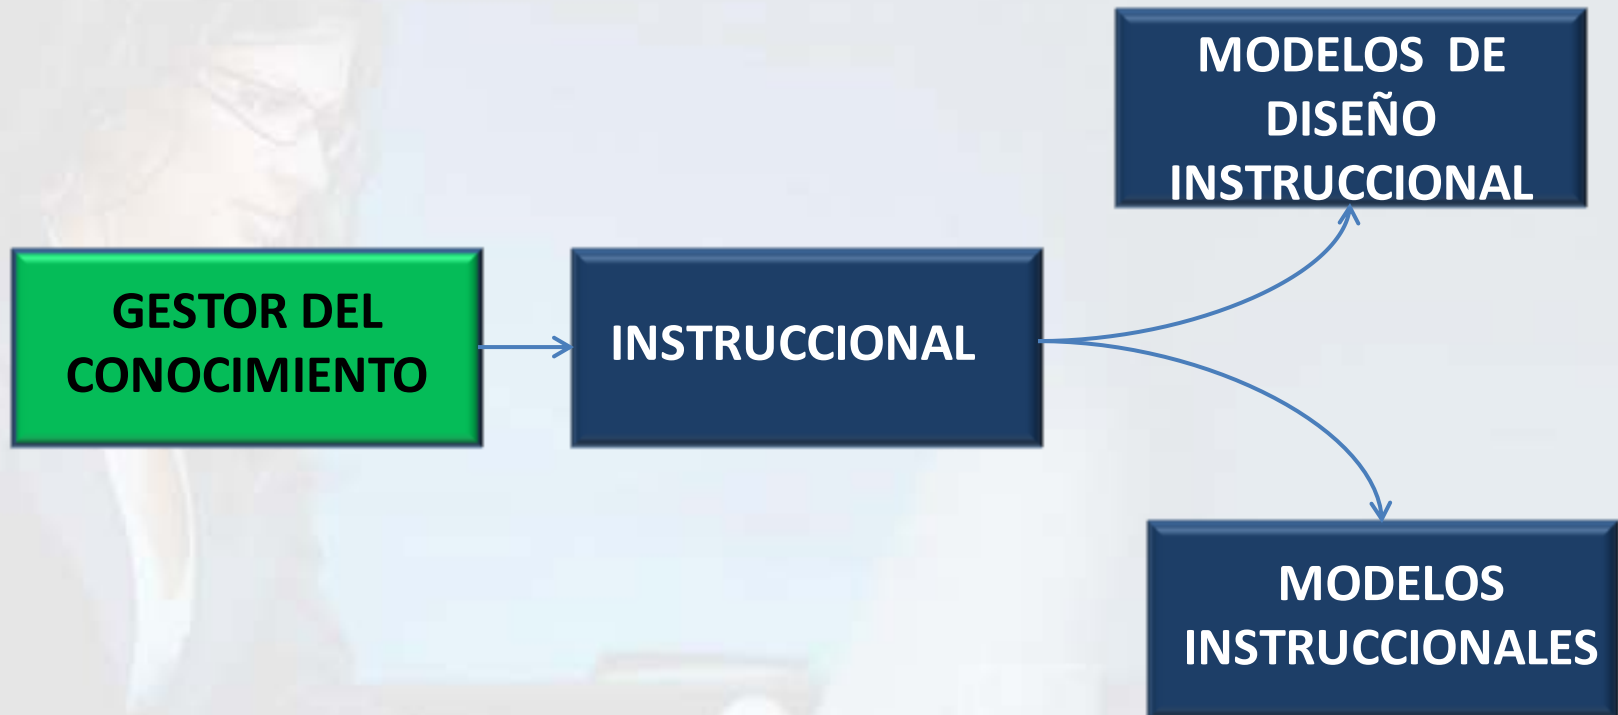 GESTOR DEL
CONOCIMIENTO
INSTRUCCIONAL
MODELOS DE
DISEÑO
INSTRUCCIONAL
MODELOS
INSTRUCCIONALES